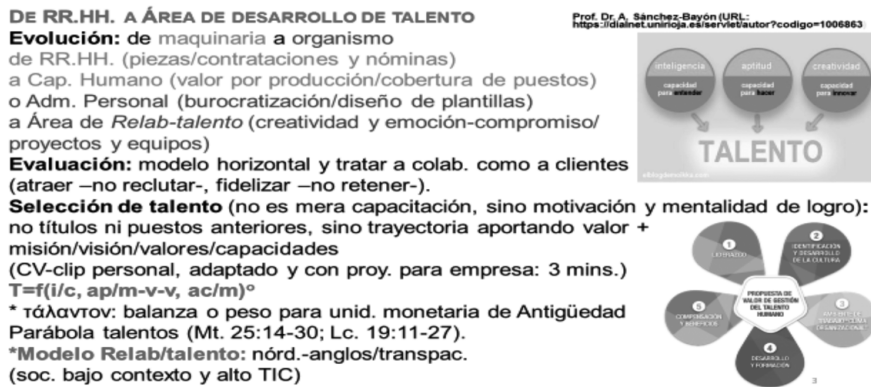 DE RR.HH. A ÁREA DE DESARROLLO DE TALENTO
Prof. Dr. A. Sánchez-Bayón (URL:
https://dialnet.unirioja.es/servlet/autor?codigo=1006863
Evolución: de maquinaria a organismo
de RR.HH. (piezas/contrataciones y nóminas)
a Cap. Humano (valor por producción/cobertura de puestos)
o Adm. Personal (burocratización/diseño de plantillas)
a Área de Relab-talento (creatividad y emoción-compromiso/
proyectos y equipos)
Evaluación: modelo horizontal y tratar a colab. como a clientes
(atraer –no reclutar-, fidelizar –no retener-).
Selección de talento (no es mera capacitación, sino motivación y mentalidad de logro):
no títulos ni puestos anteriores, sino trayectoria aportando valor +
misión/visión/valores/capacidades
(CV-clip personal, adaptado y con proy. para empresa: 3 mins.)
T=f(i/c, ap/m-v-v, ac/m)º
* τάλαντον: balanza o peso para unid. monetaria de Antigüedad
Parábola talentos (Mt. 25:14-30; Lc. 19:11-27).
*Modelo Relab/talento: nórd.-anglos/transpac.
(soc. bajo contexto y alto TIC)
inteligencia
capacidad
para entender
aptitud
capacidad
para hacer
creatividad
capacidad
para innovar
TALENTO
1
LIDERAZGO
2
IDENTIFICACIÓN
Y DESARROLLO
DE LA CULTURA
3
4
DESARROLLO
Y FORMACIÓN
5
COMPENSACIÓN
Y BENEFICIOS
PROPUESTA DE
VALOR DE GESTIÓN
DEL TALENTO
HUMANO
3